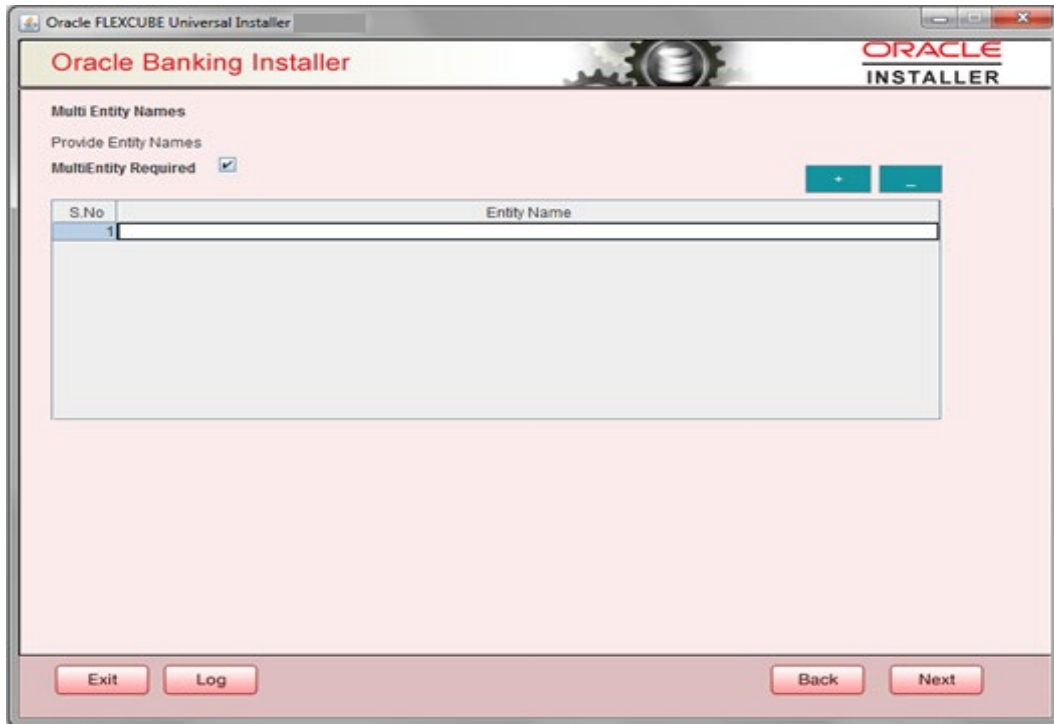 Oracle FLEXCUBE Universal Installer
Oracle Banking Installer
ORACLE
INSTALLER
Multi Entity Names
Provide Entity Names
MultiEntity Required
+ _
S.No Entity Name
1
Exit Log Back Next